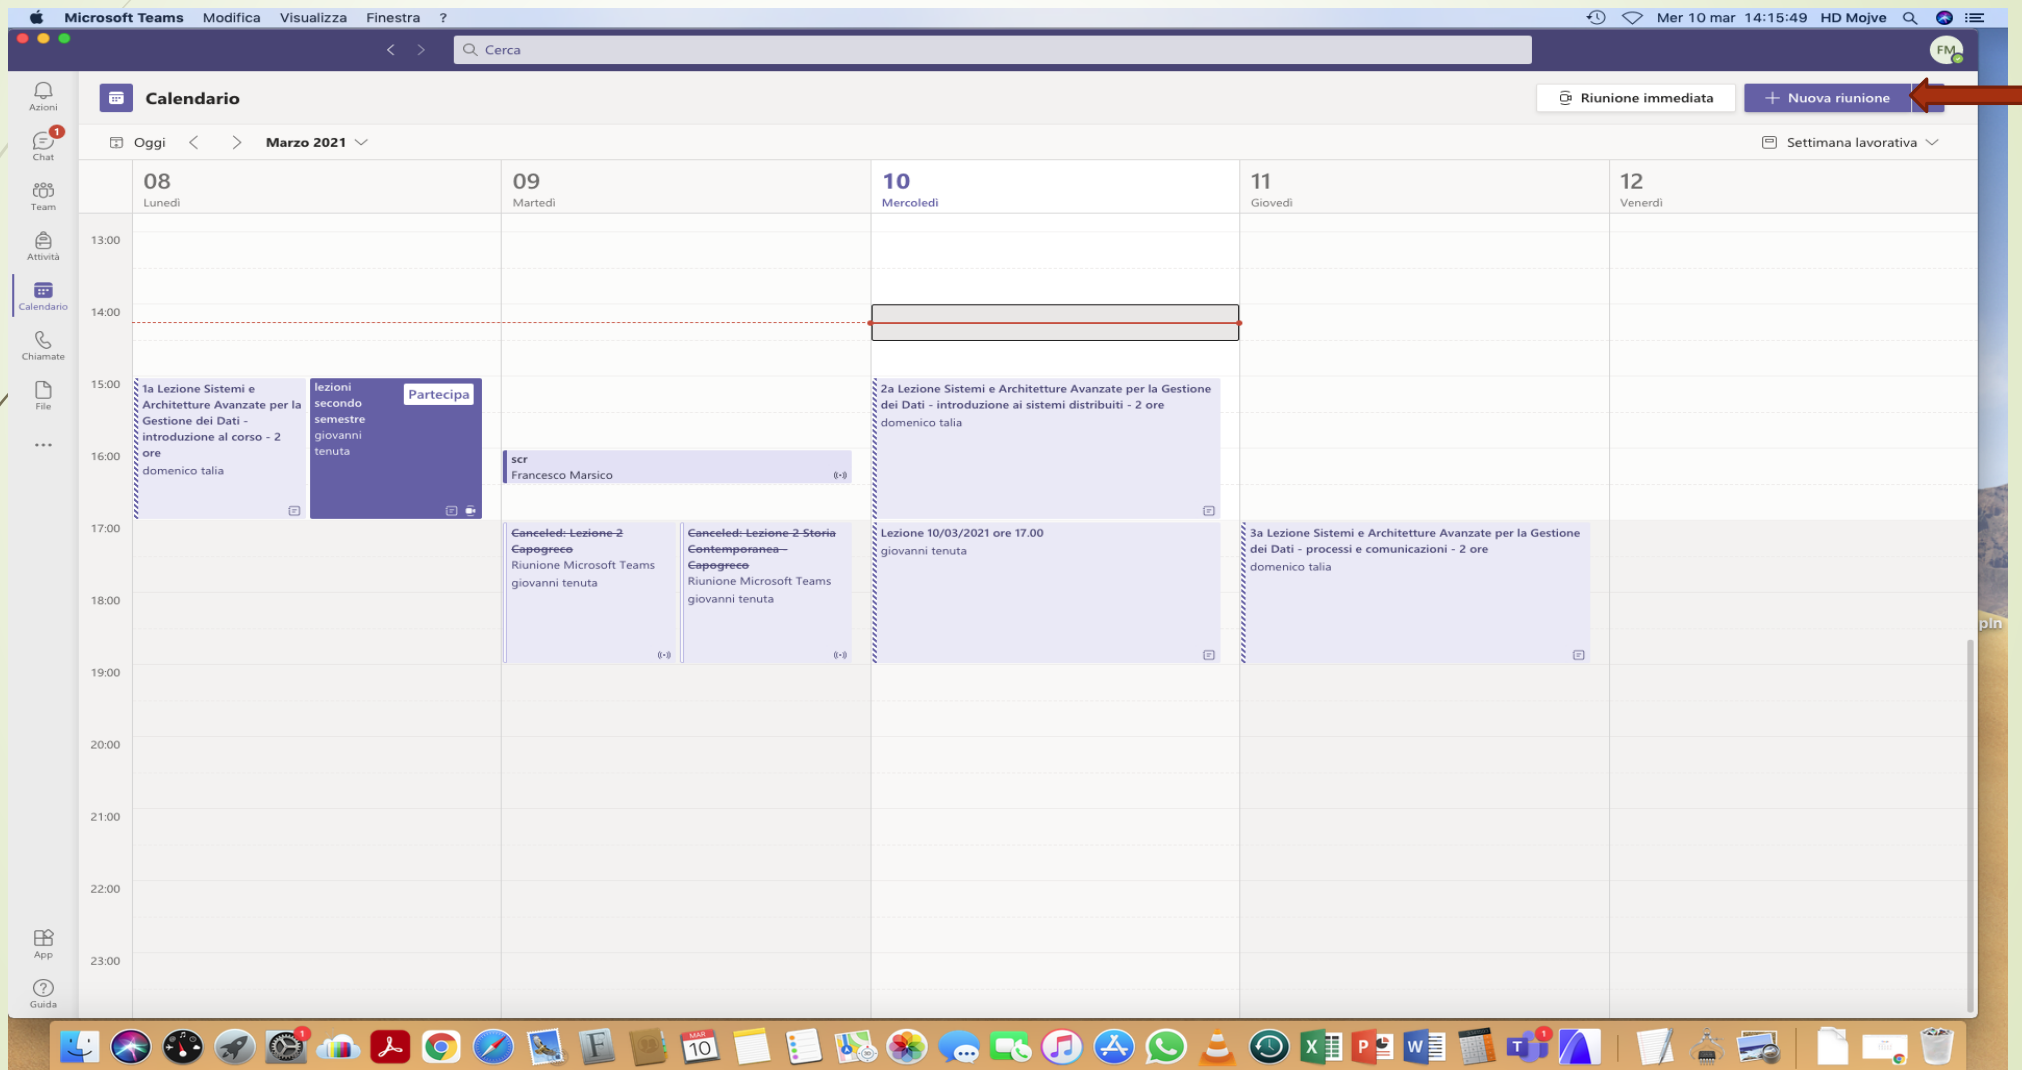 Microsoft Teams Modifica Visualizza Finestra ?
Mer 10 mar 14:15:49 HD Mojve
Cerca
FM
Azioni
1
Chat
Team
Attività
Calendario
Chiamate
File
...
App
Guida
Calendario
Riunione immediata
+ Nuova riunione
Oggi
Marzo 2021
Settimana lavorativa
08
Lunedì
09
Martedì
10
Mercoledì
11
Giovedì
12
Venerdì
13:00
14:00
15:00
16:00
17:00
18:00
19:00
20:00
21:00
22:00
23:00
1a Lezione Sistemi e
Architetture Avanzate per la
Gestione dei Dati -
introduzione al corso - 2
ore
domenico talia
lezioni
secondo
semestre
giovanni
tenuta
Partecipa
scr
Francesco Marsico
Canceled: Lezione 2
Capogreco
Riunione Microsoft Teams
giovanni tenuta
Canceled: Lezione 2 Storia
Contemporanea -
Capogreco
Riunione Microsoft Teams
giovanni tenuta
2a Lezione Sistemi e Architetture Avanzate per la Gestione
dei Dati - introduzione ai sistemi distribuiti - 2 ore
domenico talia
Lezione 10/03/2021 ore 17.00
giovanni tenuta
3a Lezione Sistemi e Architetture Avanzate per la Gestione
dei Dati - processi e comunicazioni - 2 ore
domenico talia
pin
1
MAR
10
1